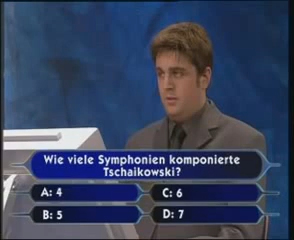 Wie viele Symphonien komponierte
Tschaikowski?
A: 4
C: 6
B: 5
D: 7